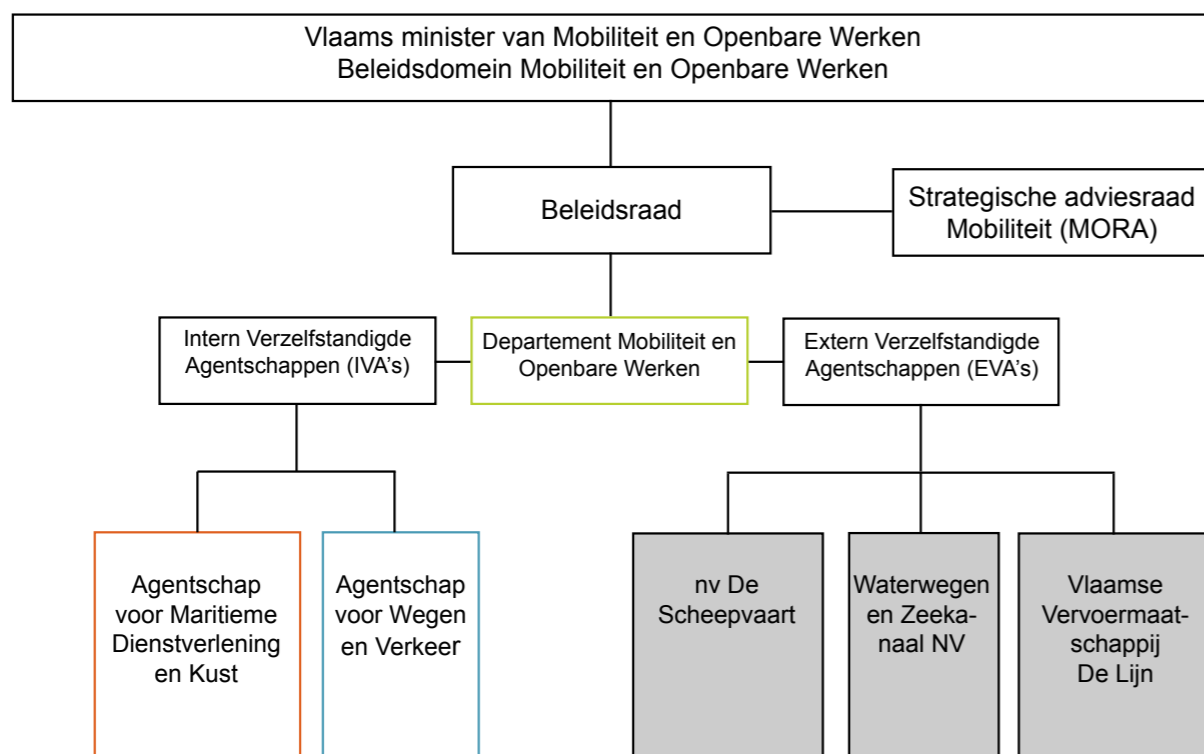 Vlaams minister van Mobiliteit en Openbare Werken
Beleidsdomein Mobiliteit en Openbare Werken
Beleidsraad
Strategische adviesraad
Mobiliteit (MORA)
Intern Verzelfstandigde
Agentschappen (IVA's)
Departement Mobiliteit en
Openbare Werken
Extern Verzelfstandigde
Agentschappen (EVA's)
Agentschap
voor Maritieme
Dienstverlening
en Kust
Agentschap
voor Wegen
en Verkeer
nv De
Scheepvaart
Waterwegen
en Zeeka-
naal NV
Vlaamse
Vervoermaat-
schappij
De Lijn